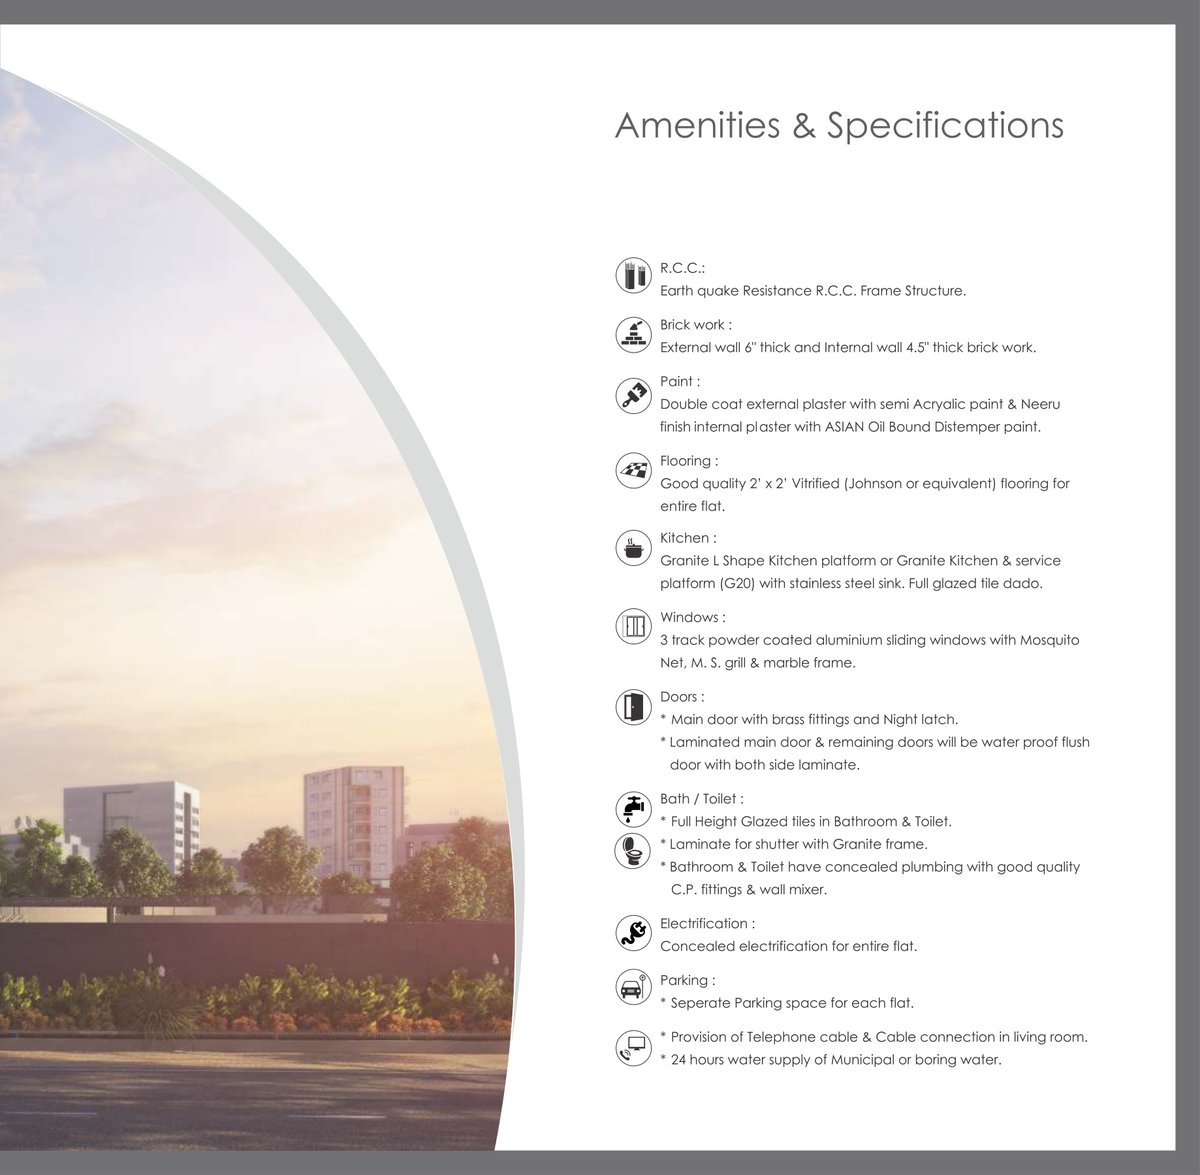 Amenities & Specifications
R.C.C.:
Earth quake Resistance R.C.C. Frame Structure.
Brick work :
External wall 6" thick and Internal wall 4.5" thick brick work.
Paint :
Double coat external plaster with semi Acryalic paint & Neeru
finish internal plaster with ASIAN Oil Bound Distemper paint.
Flooring :
Good quality 2' x 2' Vitrified (Johnson or equivalent) flooring for
entire flat.
Kitchen :
Granite L Shape Kitchen platform or Granite Kitchen & service
platform (G20) with stainless steel sink. Full glazed tile dado.
Windows :
3 track powder coated aluminium sliding windows with Mosquito
Net, M. S. grill & marble frame.
Doors :
* Main door with brass fittings and Night latch.
* Laminated main door & remaining doors will be water proof flush
door with both side laminate.
Bath / Toilet :
* Full Height Glazed tiles in Bathroom & Toilet.
* Laminate for shutter with Granite frame.
* Bathroom & Toilet have concealed plumbing with good quality
C.P. fittings & wall mixer.
Electrification :
Concealed electrification for entire flat.
Parking :
* Seperate Parking space for each flat.
* Provision of Telephone cable & Cable connection in living room.
* 24 hours water supply of Municipal or boring water.